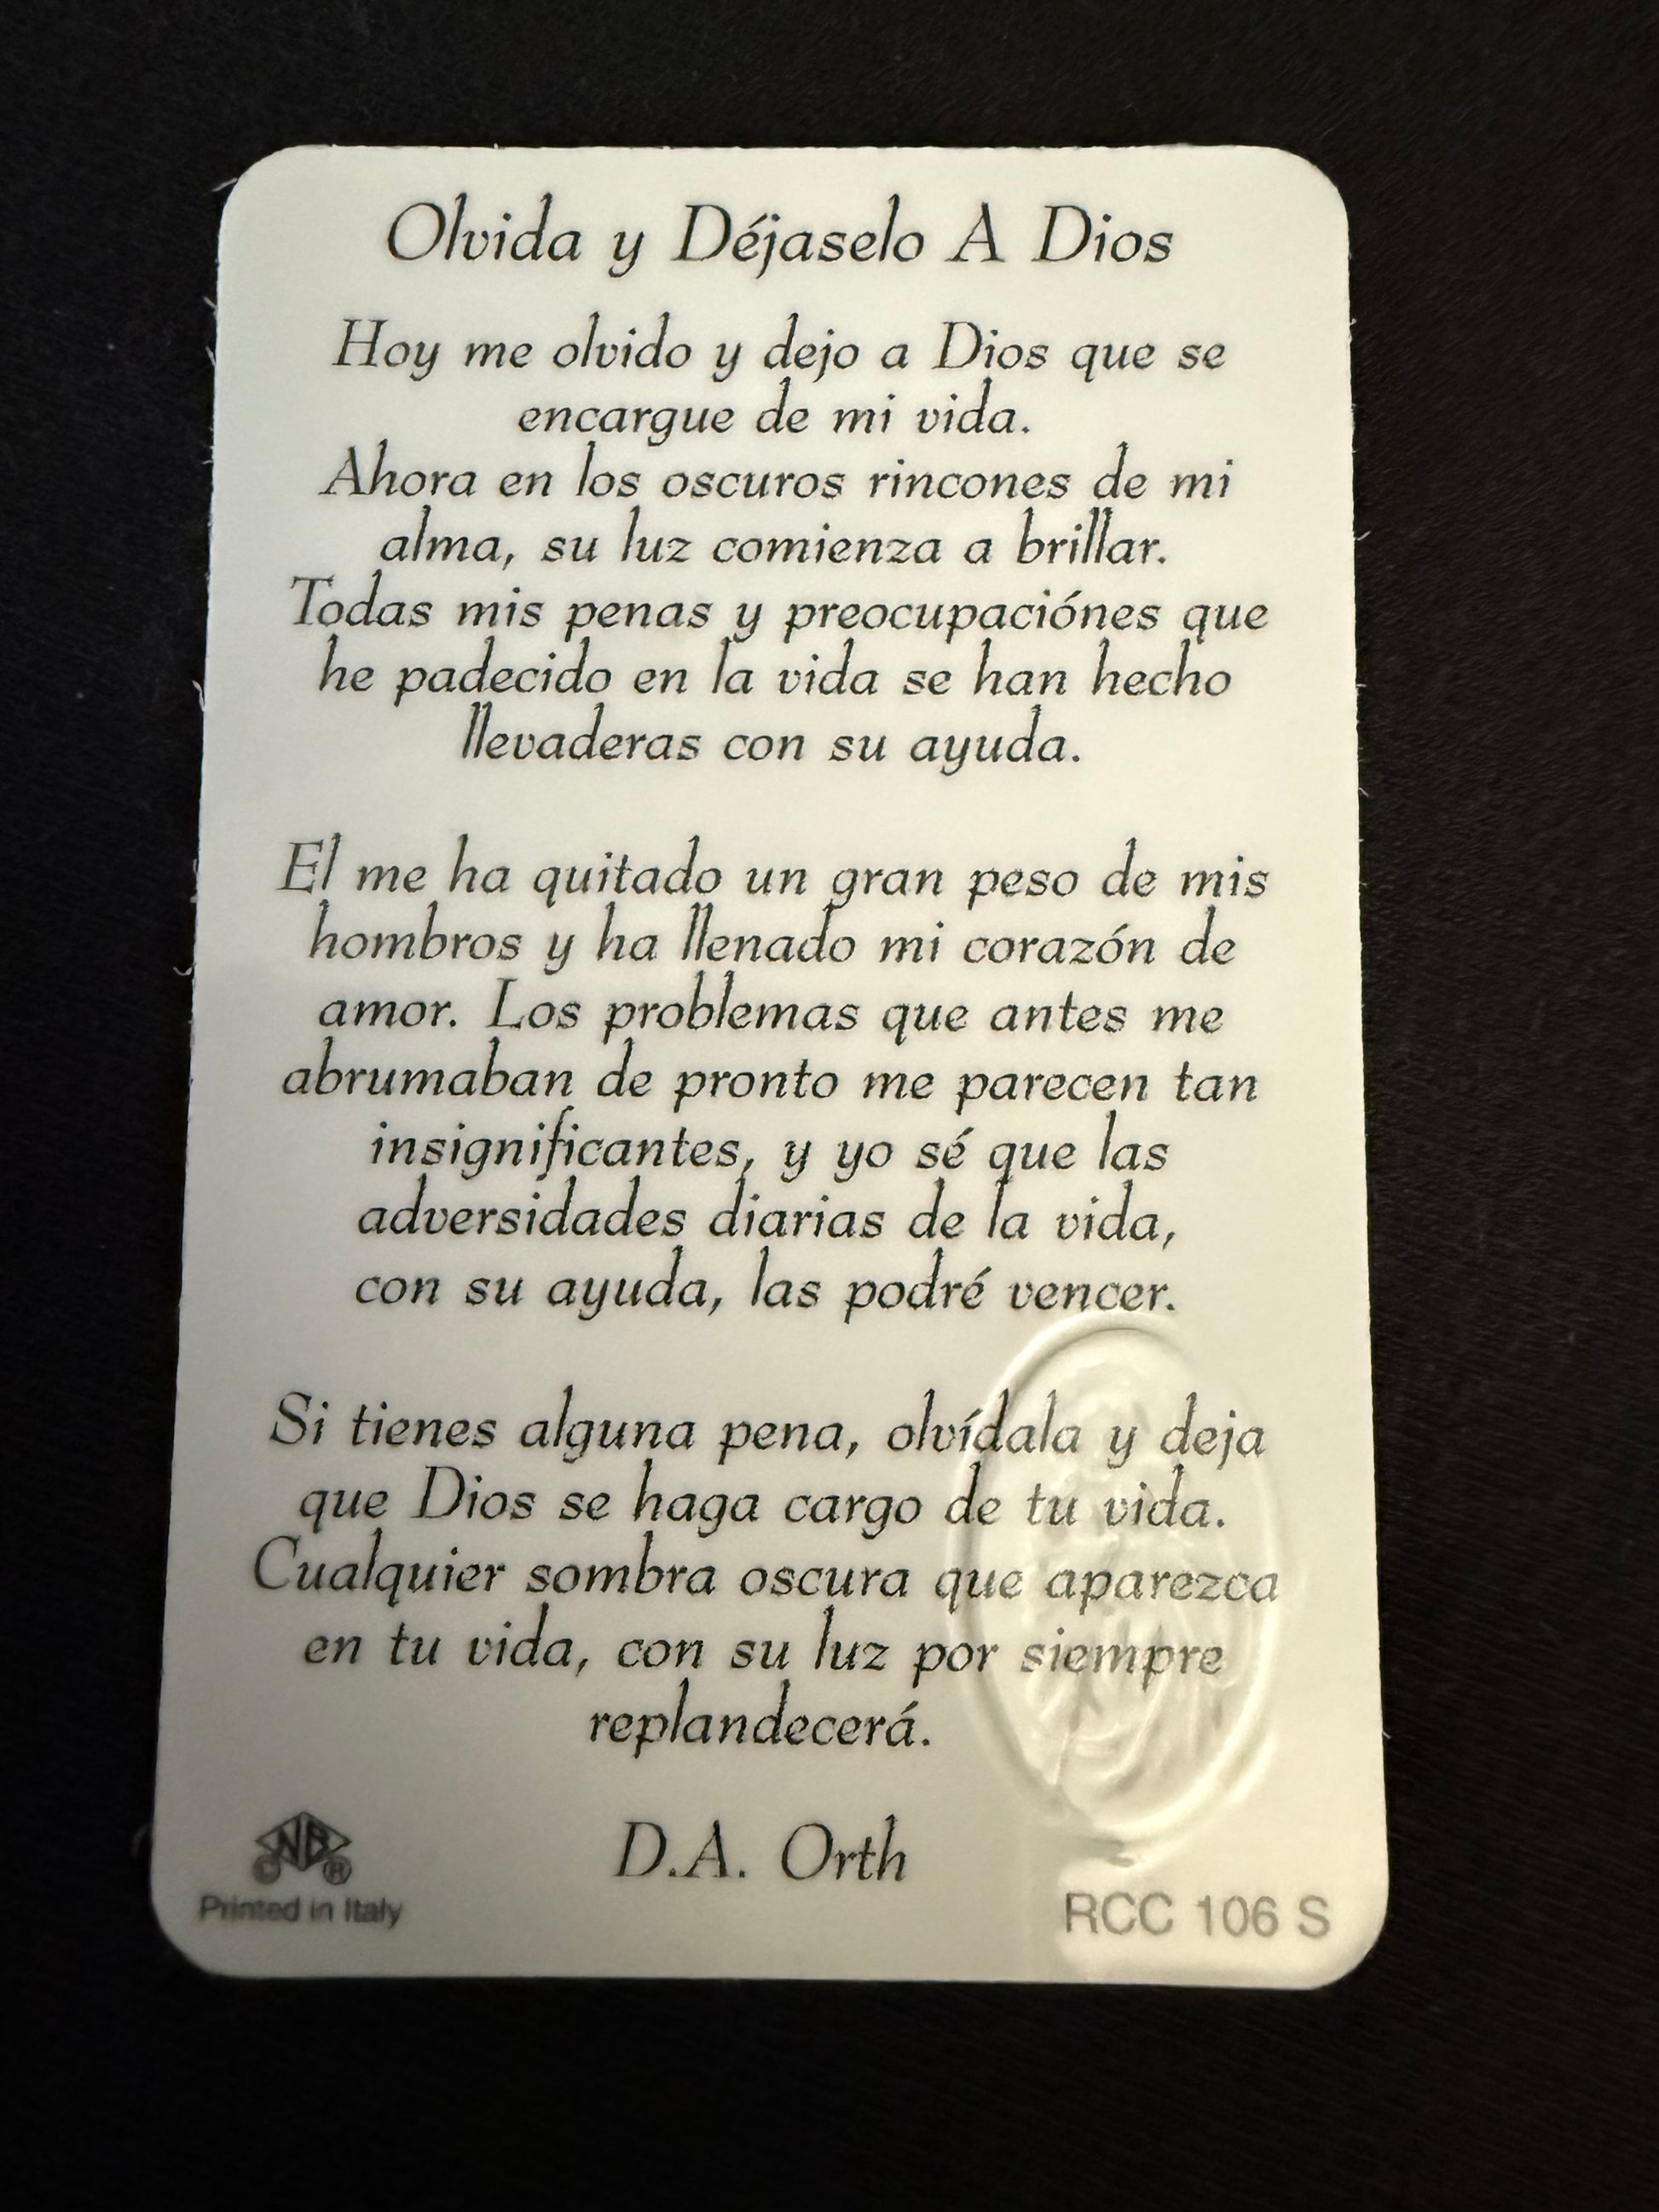 Olvida y Déjaselo A Dios
Hoy me olvido y dejo a Dios que se
encargue de mi vida.
Ahora en los oscuros rincones de mi
alma, su luz comienza a brillar.
Todas mis penas y preocupaciónes que
he padecido en la vida se han hecho
llevaderas con su ayuda.
El me ha quitado un gran peso de mis
hombros y ha llenado mi corazón de
amor. Los problemas que antes me
abrumaban de pronto me parecen tan
insignificantes, y yo sé que las
adversidades diarias de la vida,
con su ayuda, las podré vencer.
Si tienes alguna pena, olvídala y deja
que Dios se haga cargo de tu vida.
Cualquier sombra oscura que aparezca
en tu vida, con su luz por siempre
replandecerá.
D.A. Orth
© NB ®
Printed in Italy
RCC 106 S